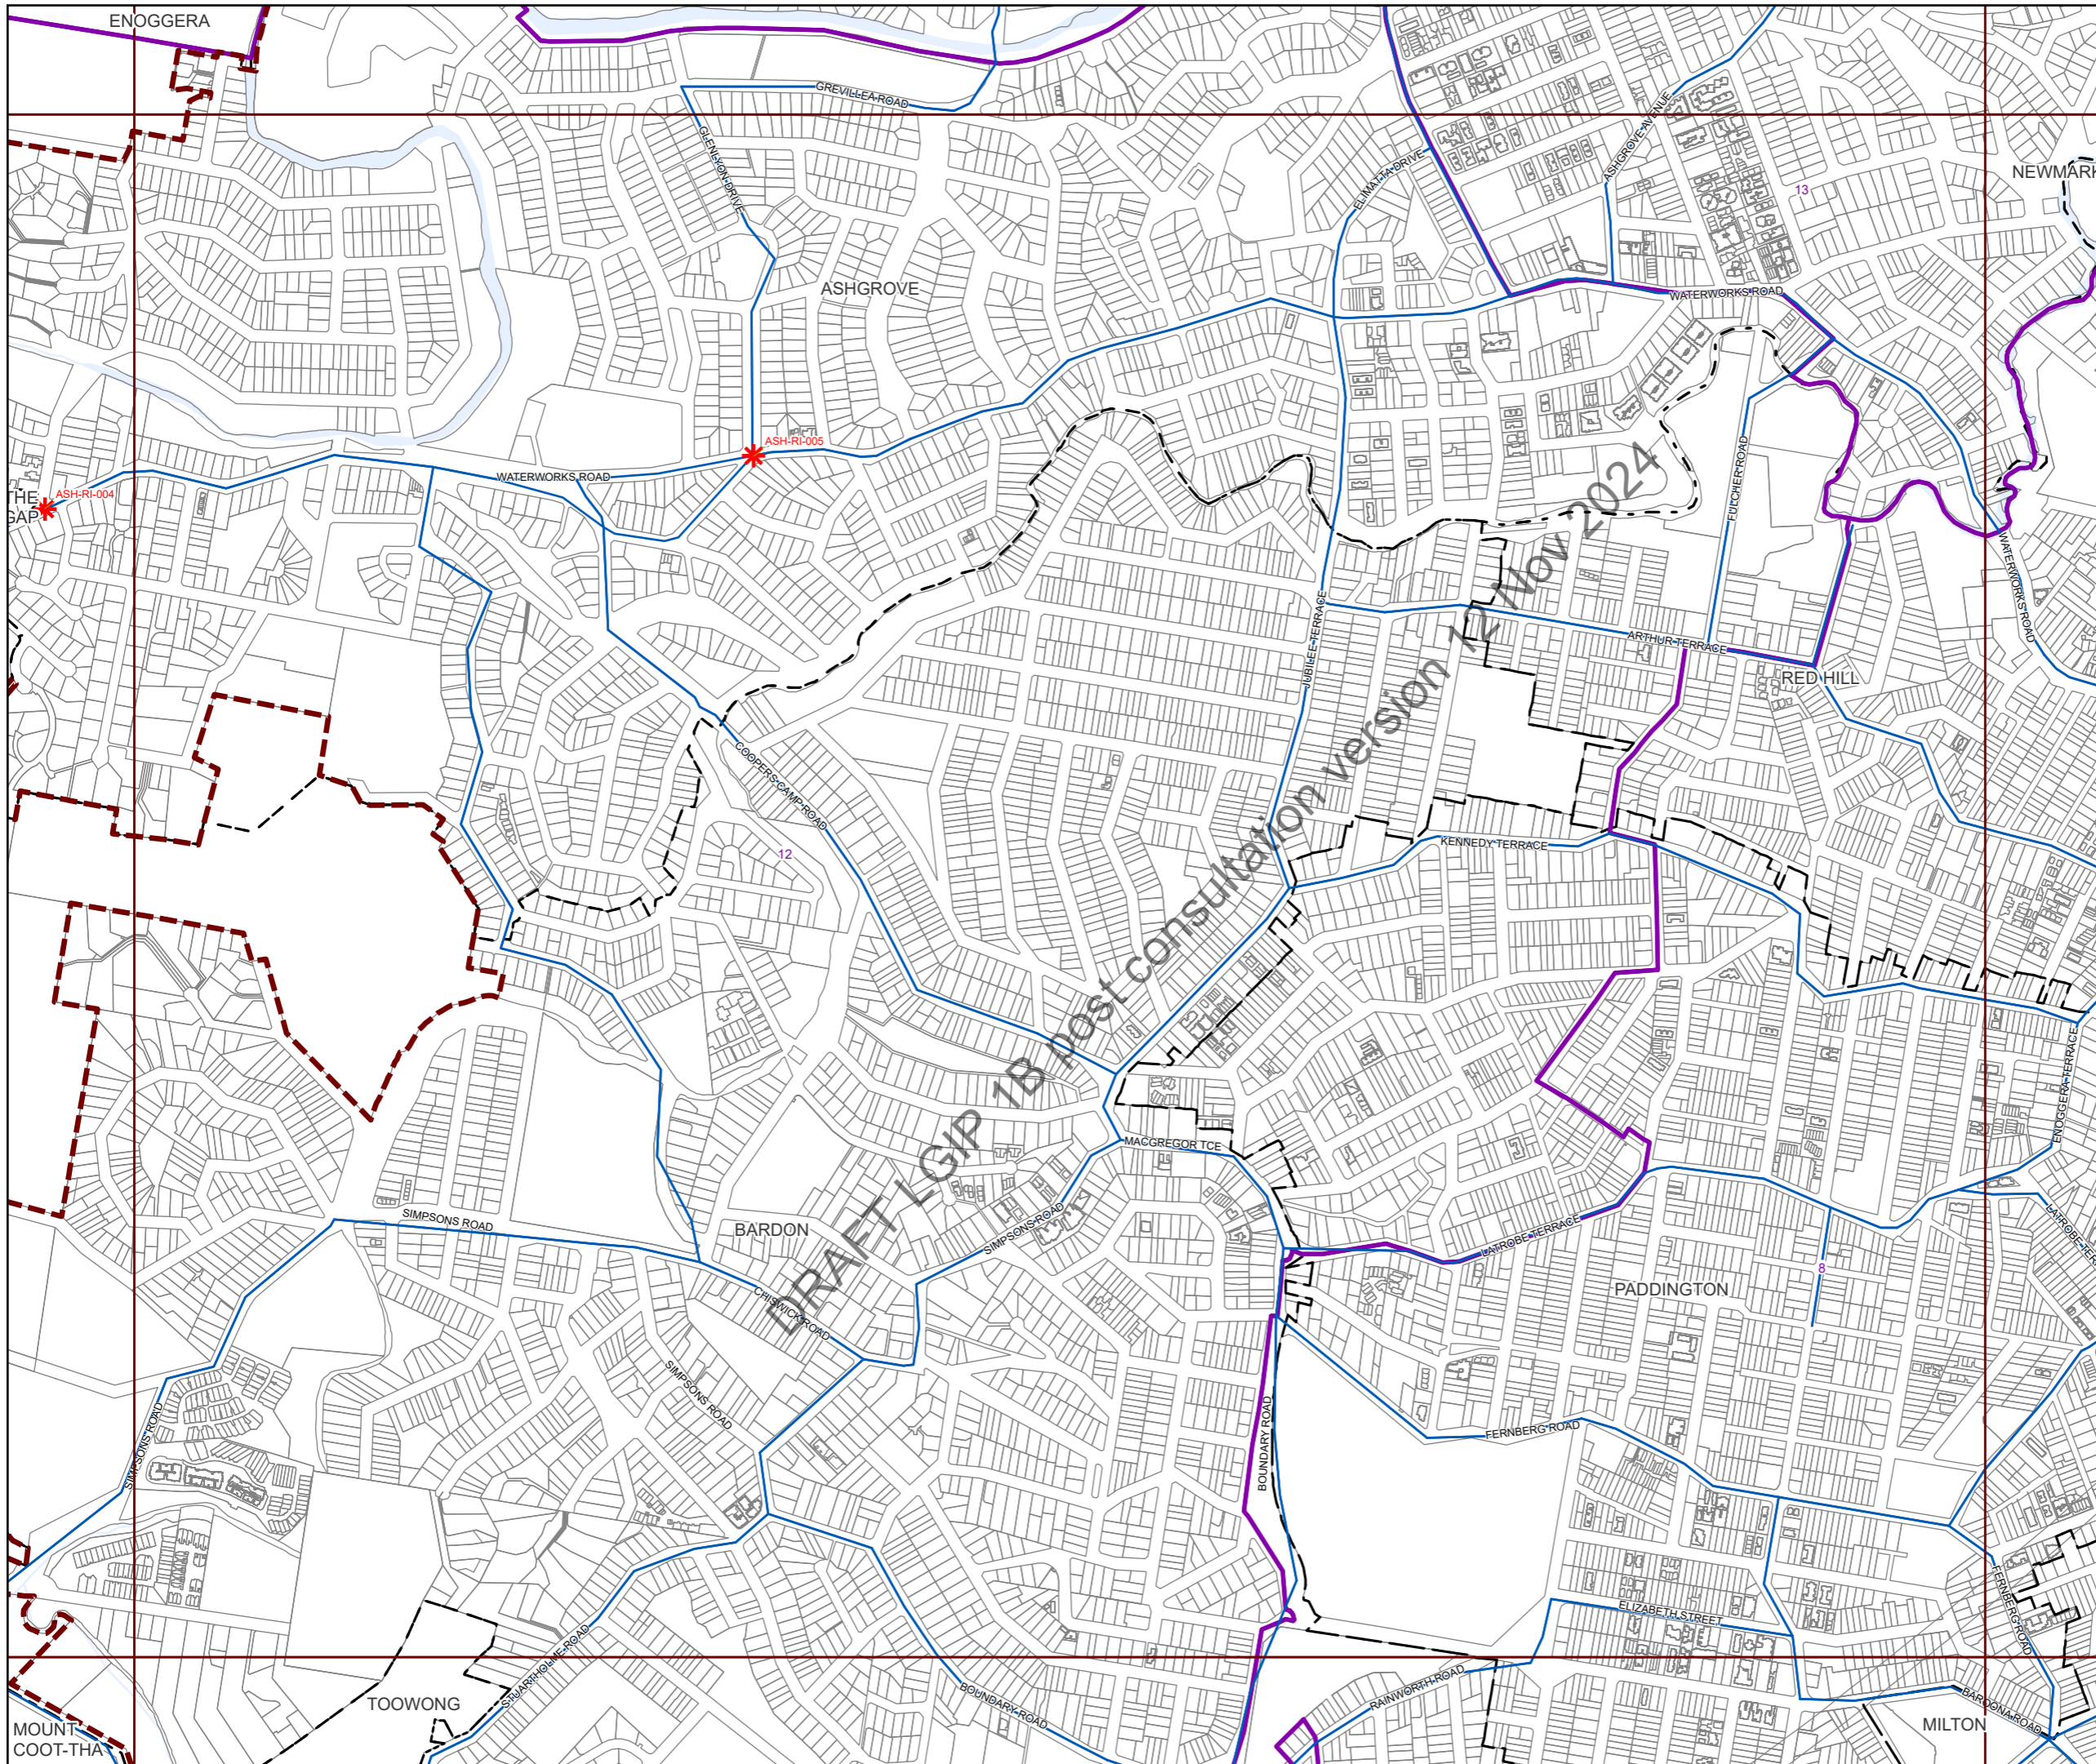 ENOGGERA
GREVILLEA ROAD
ASHGROVE AVENUE
GLENLYON DRIVE
ELIMATTA DRIVE
NEWMARK
13
ASHGROVE
WATERWORKS ROAD
ASH-RI-005
WATERWORKS ROAD
ASH-RI-004
THE
GAP
FULCHER ROAD
WATERWORKS ROAD
JUBILEE TERRACE
ARTHUR TERRACE
RED HILL
COOPERS CAMP ROAD
12
KENNEDY TERRACE
DRAFT LGIP 1B post consultation version 12 Nov 2024
ENOGGERA TERRACE
MACGREGOR TCE
SIMPSONS ROAD
BARDON
SIMPSONS ROAD
LATROBE TERRACE
LATROBE TER
8
PADDINGTON
CHISWICK ROAD
SIMPSONS ROAD
SIMPSONS ROAD
BOUNDARY ROAD
FERNBERG ROAD
ELIZABETH STREET
FERNBERG ROAD
STUARTHOLME ROAD
RAINWORTH ROAD
BOUNDARY ROAD
BAROONA ROAD
TOOWONG
MILTON
MOUNT
COOT-THA